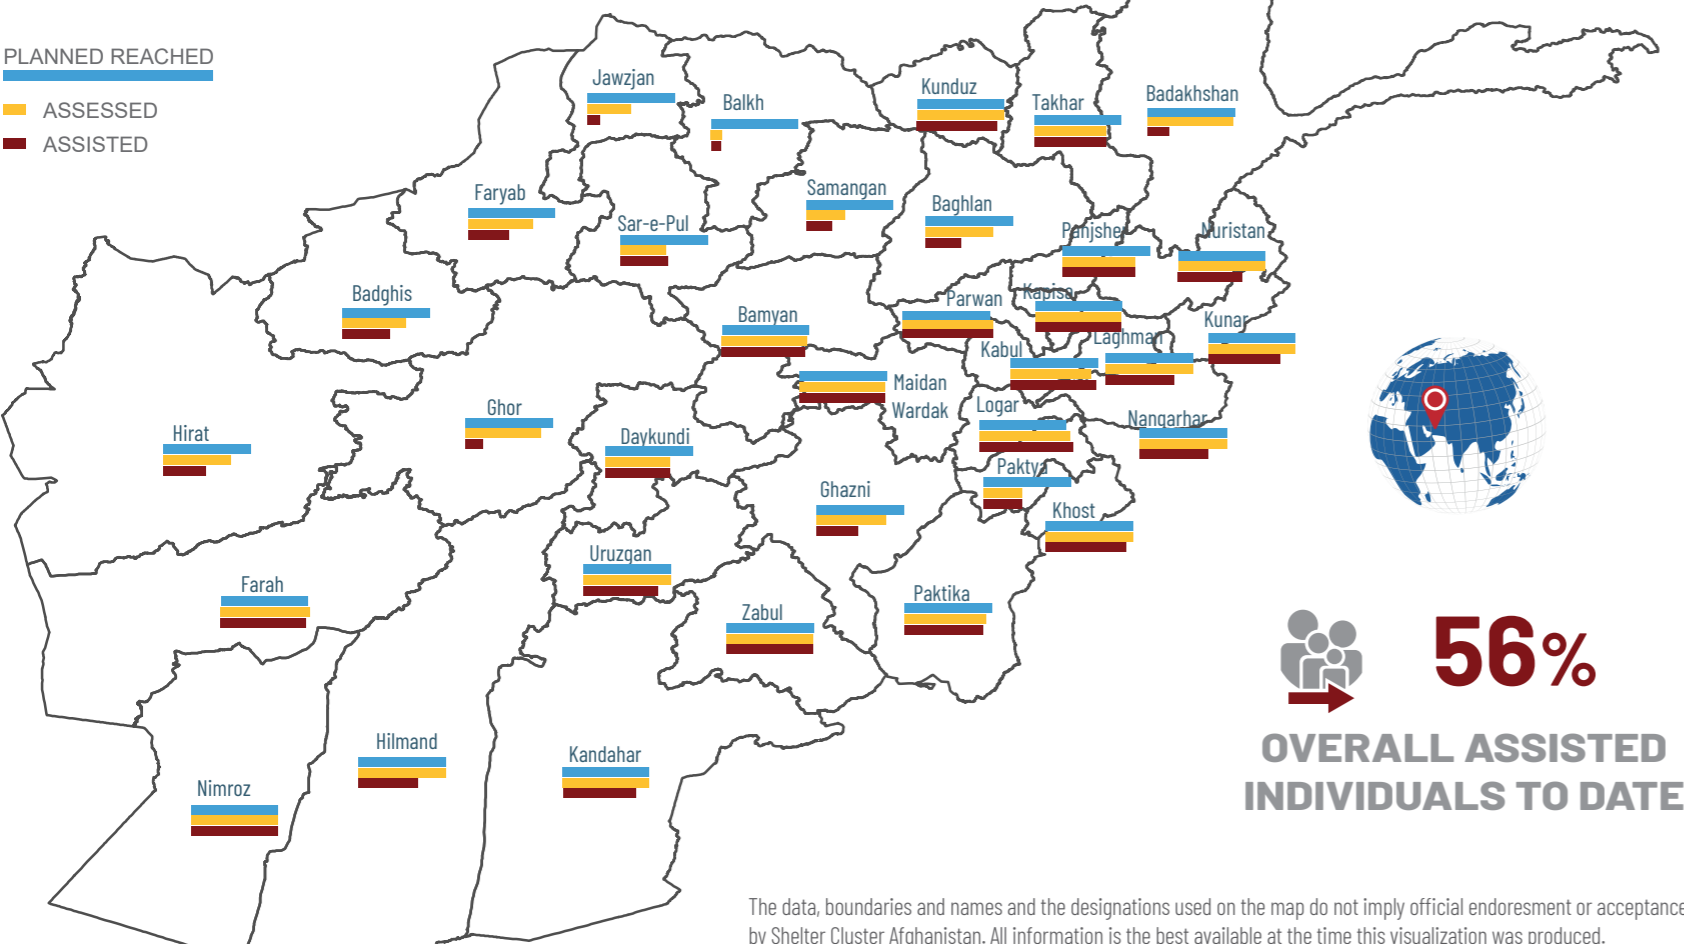 PLANNED REACHED
ASSESSED
ASSISTED
Jawzjan
Balkh
Kunduz
Takhar
Badakhshan
Faryab
Sar-e-Pul
Samangan
Baghlan
Panjsher
Nuristan
Badghis
Bamyan
Parwan
Kapisa
Kunar
Laghman
Kabul
Maidan
Wardak
Logar
Nangarhar
Hirat
Ghor
Daykundi
Paktya
Ghazni
Khost
Uruzgan
Farah
Zabul
Paktika
Hilmand
Kandahar
Nimroz
56%
OVERALL ASSISTED
INDIVIDUALS TO DATE
The data, boundaries and names and the designations used on the map do not imply official endoresment or acceptance
by Shelter Cluster Afghanistan. All information is the best available at the time this visualization was produced.